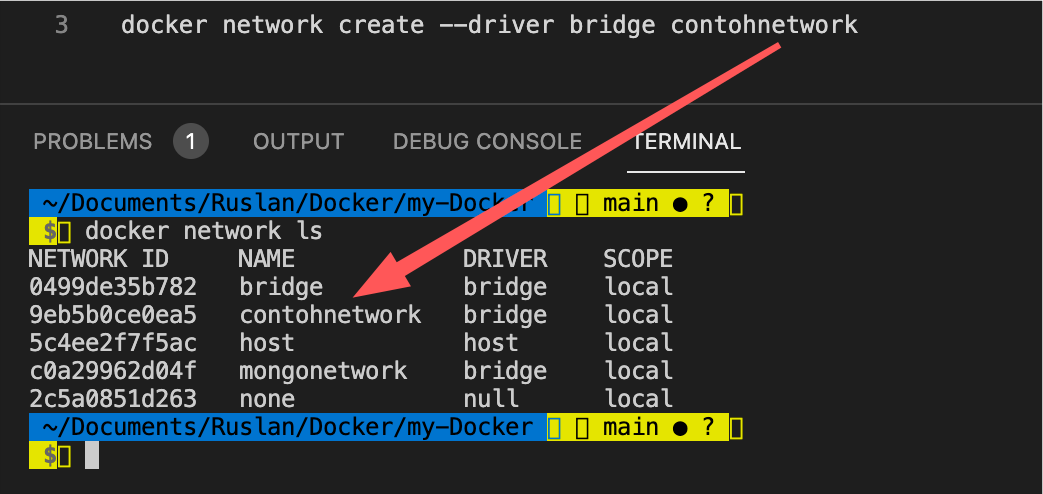 3 docker network create --driver bridge contohnetwork
PROBLEMS 1 OUTPUT DEBUG CONSOLE TERMINAL
~/Documents/Ruslan/Docker/my-Docker main ● ?
$ docker network ls
NETWORK ID NAME DRIVER SCOPE
0499de35b782 bridge bridge local
9eb5b0ce0ea5 contohnetwork bridge local
5c4ee2f7f5ac host host local
c0a29962d04f mongonetwork bridge local
2c5a0851d263 none null local
~/Documents/Ruslan/Docker/my-Docker main ● ?
$